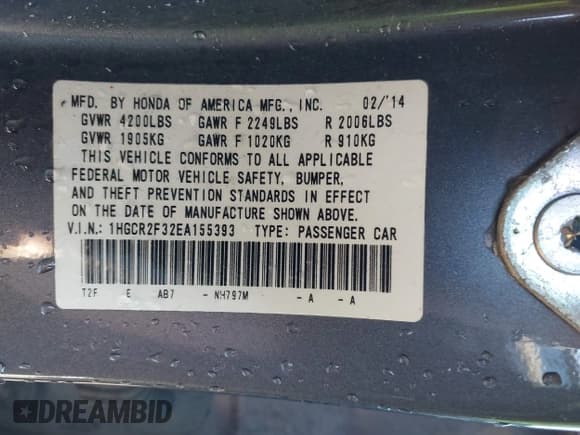 MFD. BY HONDA OF AMERICA MFG., INC. 02/'14
GVWR 4200LBS GAWR F 2249LBS R 2006LBS
GVWR 1905KG GAWR F 1020KG R 910KG
THIS VEHICLE CONFORMS TO ALL APPLICABLE
FEDERAL MOTOR VEHICLE SAFETY, BUMPER,
AND THEFT PREVENTION STANDARDS IN EFFECT
ON THE DATE OF MANUFACTURE SHOWN ABOVE.
V.I.N.: 1HGCR2F32EA155393 TYPE: PASSENGER CAR
T2F E AB7 - NH797M - A - A
DREAMBID